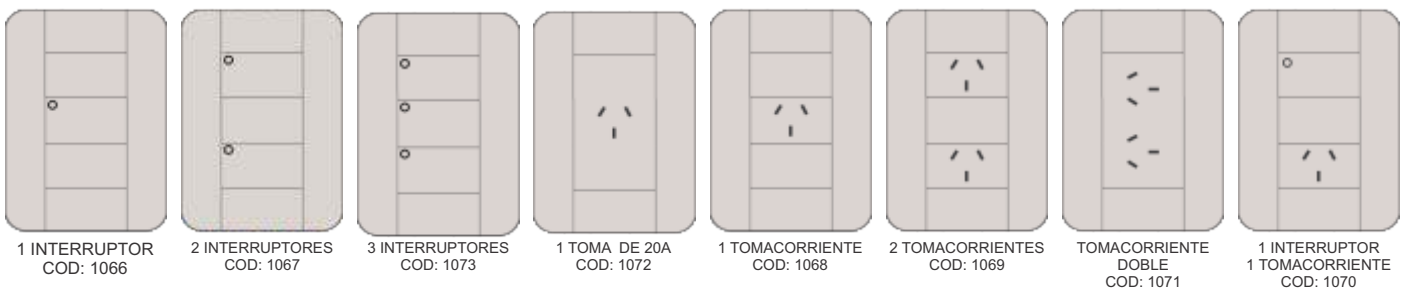 1 INTERRUPTOR
COD: 1066
2 INTERRUPTORES
COD: 1067
3 INTERRUPTORES
COD: 1073
1 TOMA DE 20A
COD: 1072
1 TOMACORRIENTE
COD: 1068
2 TOMACORRIENTES
COD: 1069
TOMACORRIENTE
DOBLE
COD: 1071
1 INTERRUPTOR
1 TOMACORRIENTE
COD: 1070